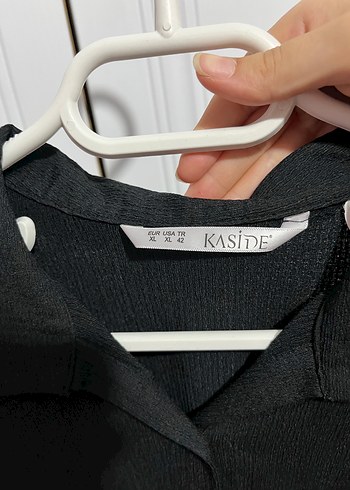 EUR USA TR
XL XL 42
KASİDE®